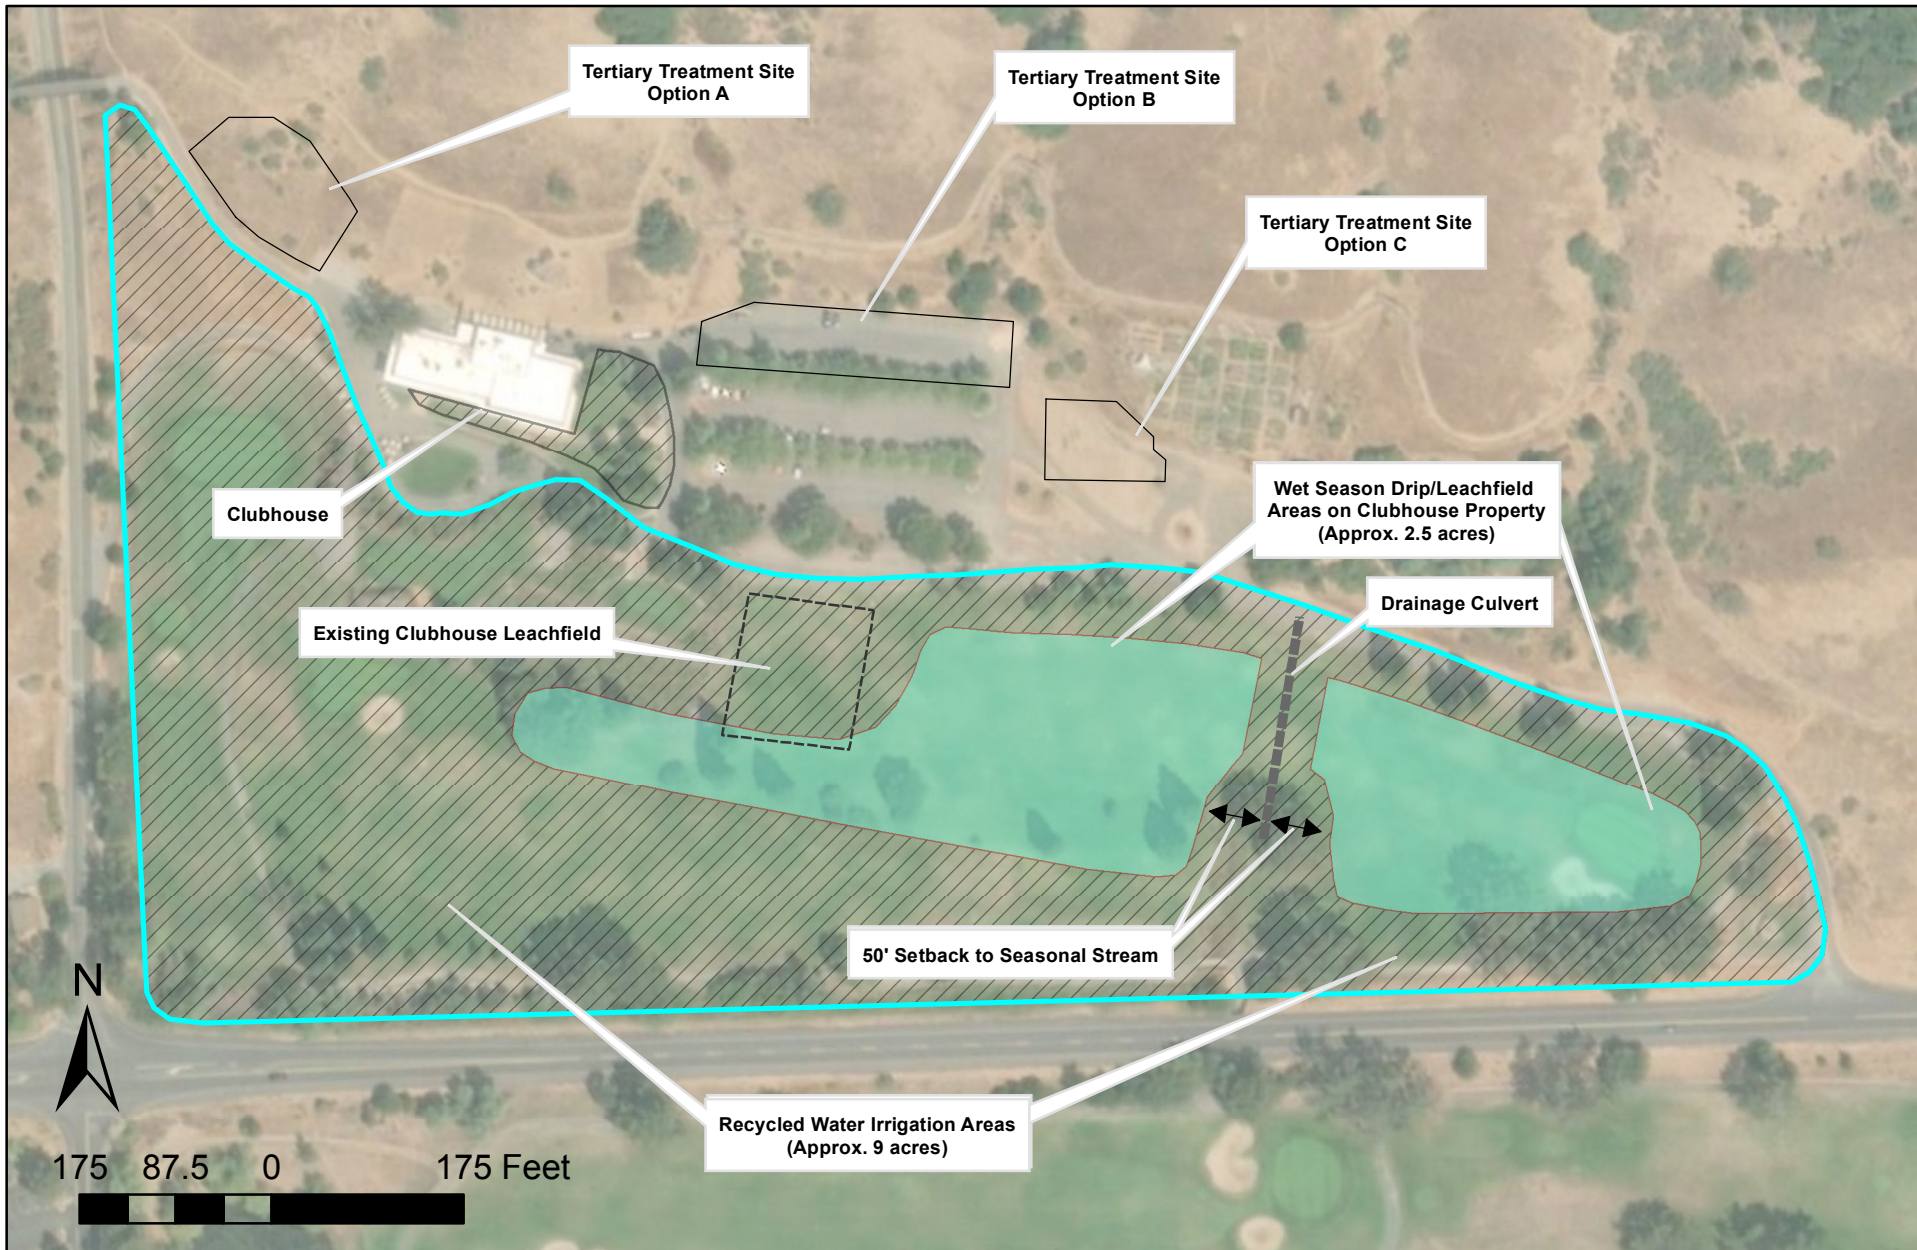 Tertiary Treatment Site
Option A
Tertiary Treatment Site
Option B
Tertiary Treatment Site
Option C
Clubhouse
Wet Season Drip/Leachfield
Areas on Clubhouse Property
(Approx. 2.5 acres)
Drainage Culvert
Existing Clubhouse Leachfield
50' Setback to Seasonal Stream
N
Recycled Water Irrigation Areas
(Approx. 9 acres)
175 87.5 0 175 Feet